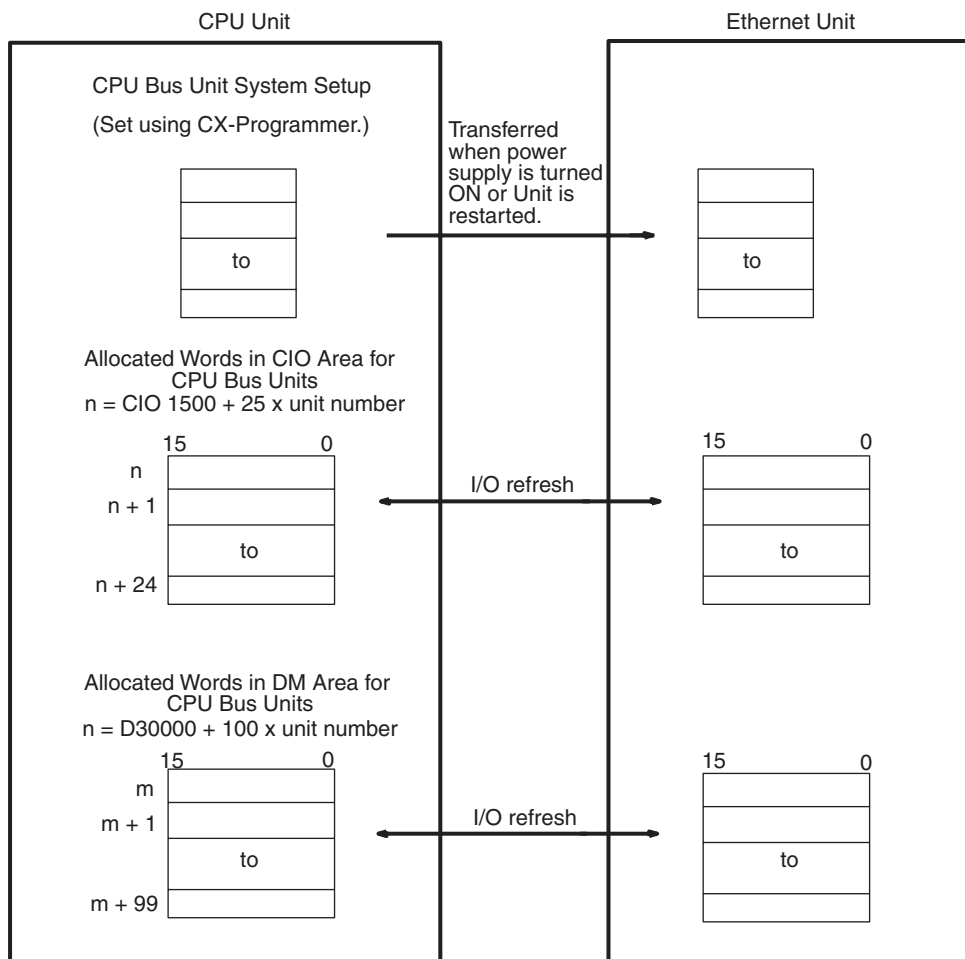 CPU Unit
Ethernet Unit
CPU Bus Unit System Setup
(Set using CX-Programmer.)
Transferred
when power
supply is turned
ON or Unit is
restarted.
to
to
Allocated Words in CIO Area for
CPU Bus Units
n = CIO 1500 + 25 x unit number
15 0
15 0
n
I/O refresh
n + 1
to
to
n + 24
Allocated Words in DM Area for
CPU Bus Units
n = D30000 + 100 x unit number
15 0
15 0
m
I/O refresh
m + 1
to
to
m + 99